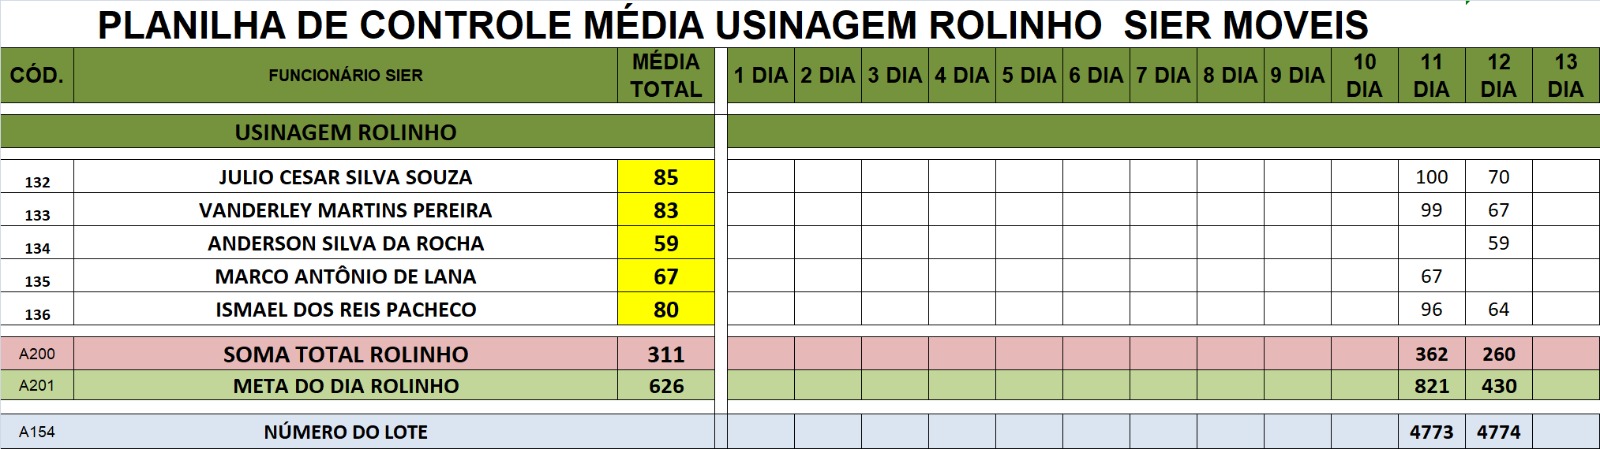 PLANILHA DE CONTROLE MÉDIA USINAGEM ROLINHO  SIER MOVEIS
CÓD. FUNCIONÁRIO SIER MÉDIA TOTAL 1 DIA 2 DIA 3 DIA 4 DIA 5 DIA 6 DIA 7 DIA 8 DIA 9 DIA 10 DIA 11 DIA 12 DIA 13 DIA
USINAGEM ROLINHO
132 JULIO CESAR SILVA SOUZA 85 100 70
133 VANDERLEY MARTINS PEREIRA 83 99 67
134 ANDERSON SILVA DA ROCHA 59 59
135 MARCO ANTÔNIO DE LANA 67 67
136 ISMAEL DOS REIS PACHECO 80 96 64
A200 SOMA TOTAL ROLINHO 311 362 260
A201 META DO DIA ROLINHO 626 821 430
A154 NÚMERO DO LOTE 4773 4774